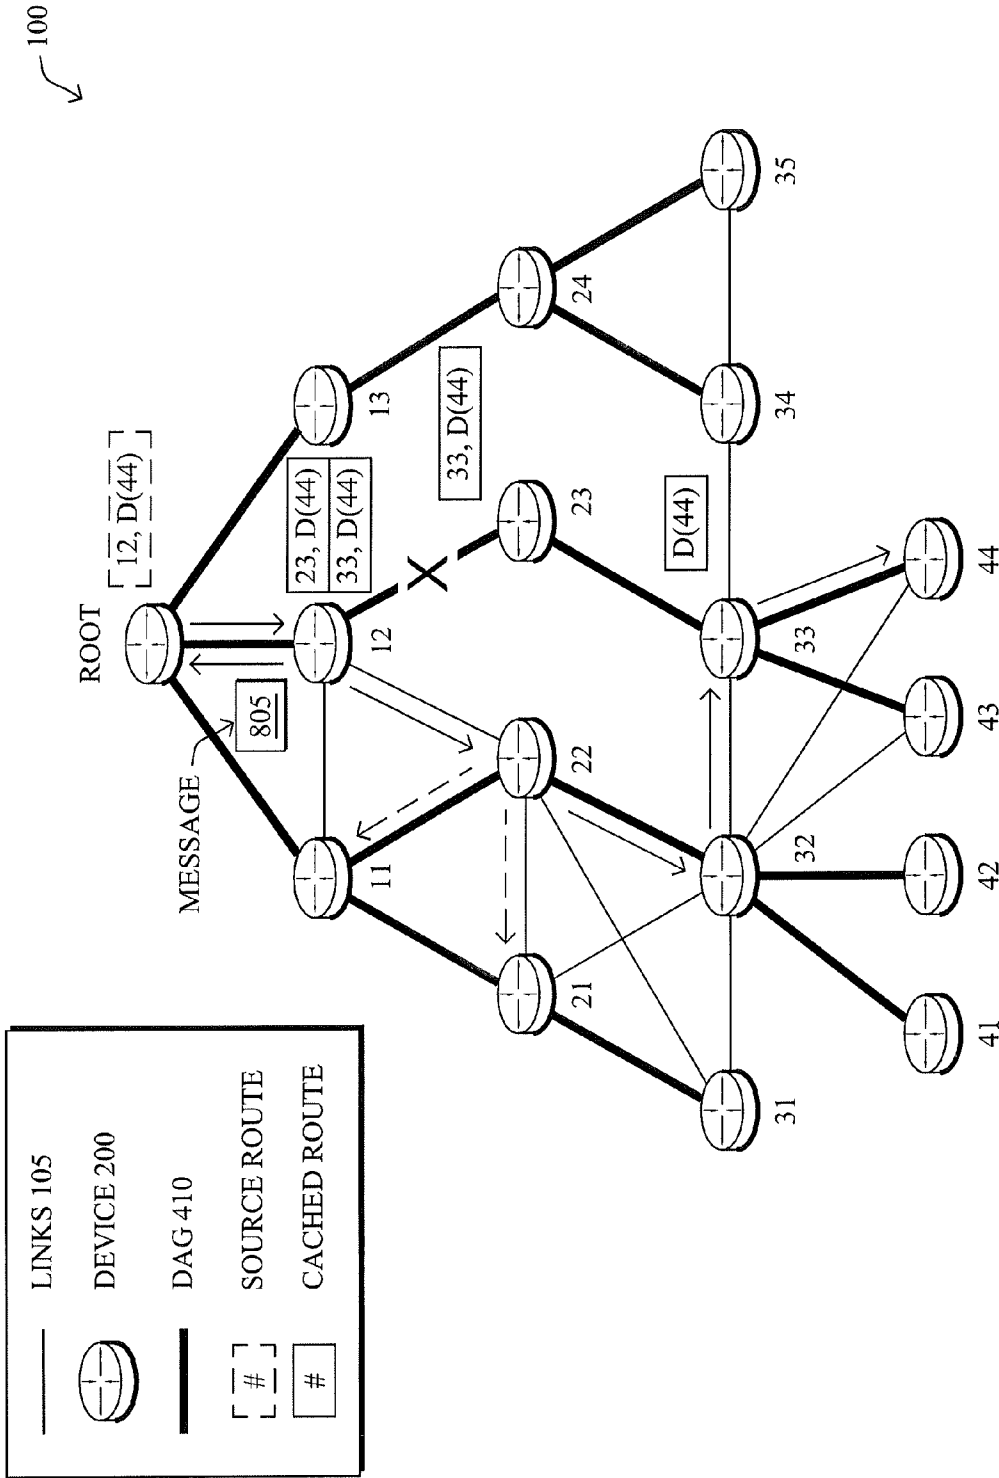 100
ROOT
12, D(44)
MESSAGE
805
11
12
13
23, D(44)
33, D(44)
33, D(44)
21
22
23
24
D(44)
31
32
33
34
35
41
42
43
44
LINKS 105
DEVICE 200
DAG 410
# SOURCE ROUTE
# CACHED ROUTE